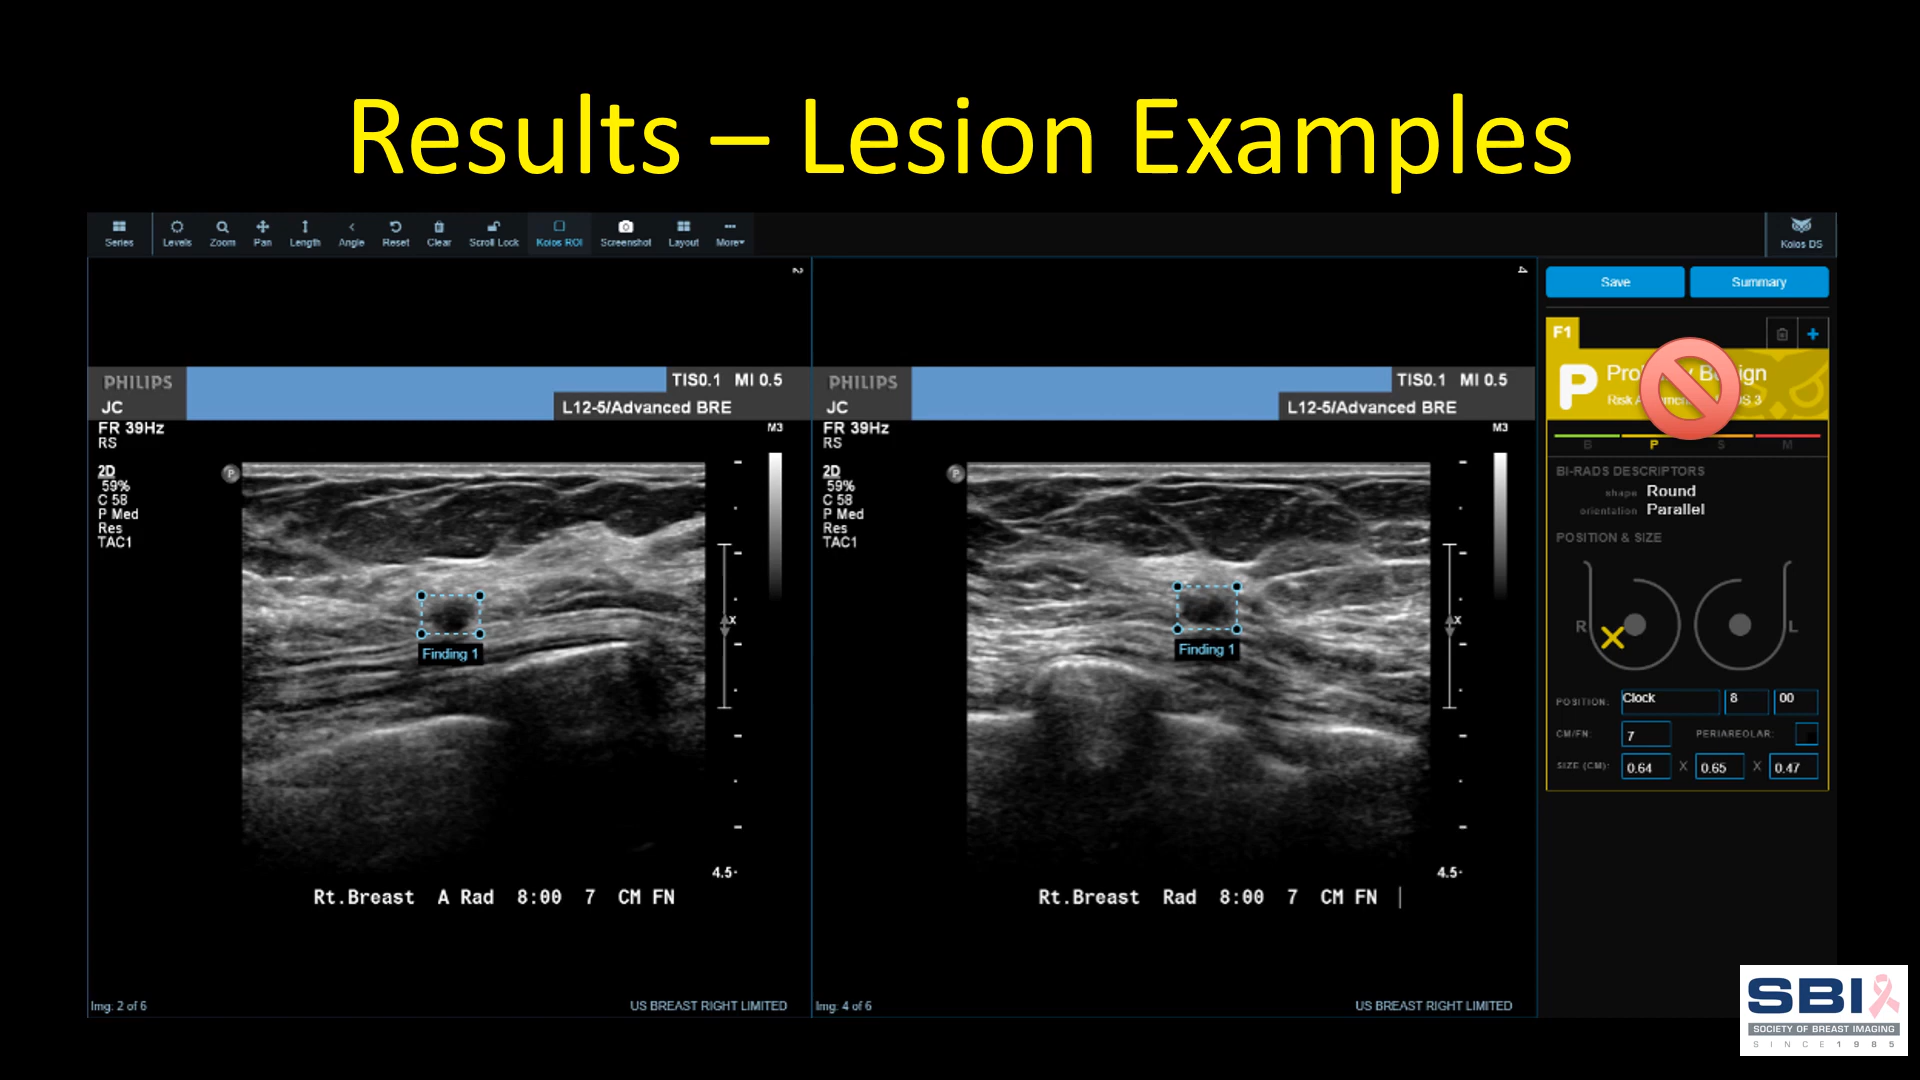 Results – Lesion Examples
Series Levels Zoom Pan Length Angle Reset Clear Scroll Lock Koios ROI Screenshot Layout More▾ Koios DS
2
PHILIPS
TIS0.1 MI 0.5
JC
L12-5/Advanced BRE
FR 39Hz
RS
M3
2D
59%
C 58
P Med
Res
TAC1
P
x
Finding 1
4.5
Rt.Breast A Rad 8:00 7 CM FN
Img: 2 of 6
US BREAST RIGHT LIMITED
4
PHILIPS
TIS0.1 MI 0.5
JC
L12-5/Advanced BRE
FR 39Hz
RS
M3
2D
59%
C 58
P Med
Res
TAC1
P
x
Finding 1
4.5
Rt.Breast Rad 8:00 7 CM FN
Img: 4 of 6
US BREAST RIGHT LIMITED
Save Summary
F1
P
Risk 3
B P S M
BI-RADS DESCRIPTORS
shape Round
orientation Parallel
POSITION & SIZE
R L
POSITION: Clock 8 00
CM/FN: 7 PERIAREOLAR:
SIZE (CM): 0.64 X 0.65 X 0.47
SBI
SOCIETY OF BREAST IMAGING
SINCE 1985